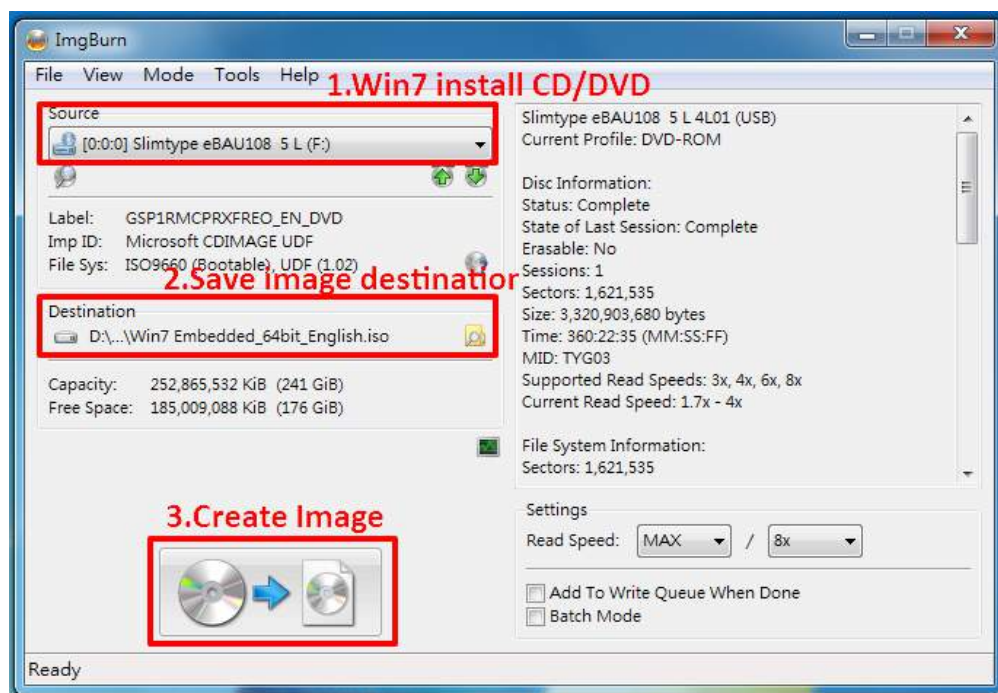 ImgBurn
File View Mode Tools Help
1.Win7 install CD/DVD
Source
[0:0:0] Slimtype eBAU108 5 L (F:)
Label: GSP1RMCPRXFREO_EN_DVD
Imp ID: Microsoft CDIMAGE UDF
File Sys: ISO9660 (Bootable), UDF (1.02)
2.Save image destination
Destination
D:\...\Win7 Embedded_64bit_English.iso
Capacity: 252,865,532 KiB (241 GiB)
Free Space: 185,009,088 KiB (176 GiB)
3.Create Image
Slimtype eBAU108 5 L 4L01 (USB)
Current Profile: DVD-ROM
Disc Information:
Status: Complete
State of Last Session: Complete
Erasable: No
Sessions: 1
Sectors: 1,621,535
Size: 3,320,903,680 bytes
Time: 360:22:35 (MM:SS:FF)
MID: TYG03
Supported Read Speeds: 3x, 4x, 6x, 8x
Current Read Speed: 1.7x - 4x
File System Information:
Sectors: 1,621,535
Settings
Read Speed: MAX / 8x
Add To Write Queue When Done
Batch Mode
Ready